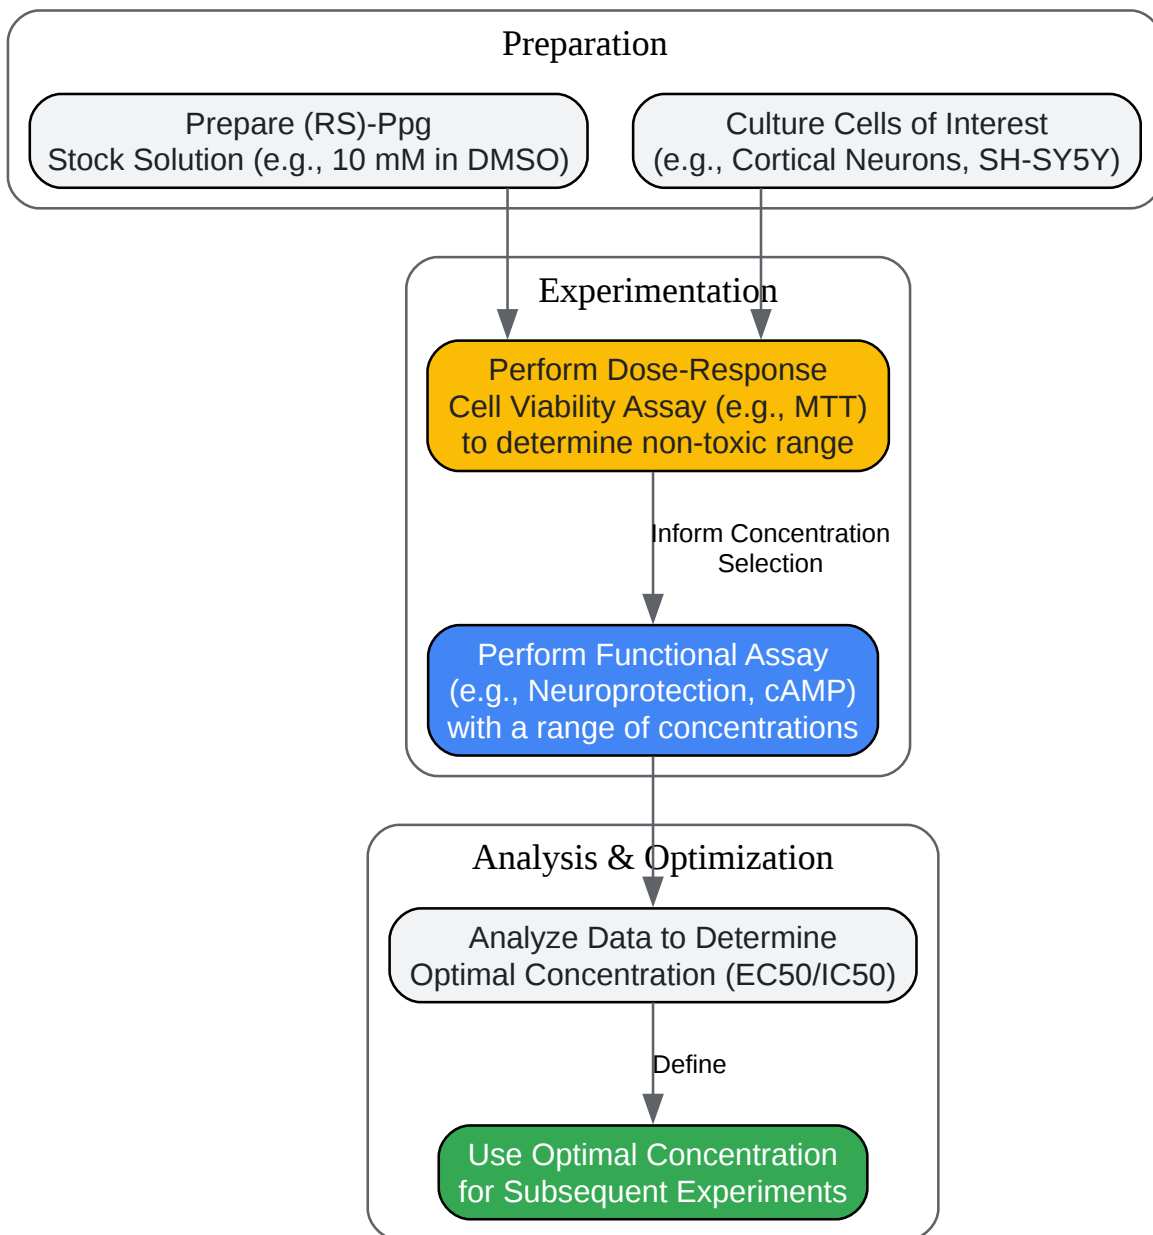 Preparation
Prepare (RS)-Ppg
Stock Solution (e.g., 10 mM in DMSO)
Culture Cells of Interest
(e.g., Cortical Neurons, SH-SY5Y)
Experimentation
Perform Dose-Response
Cell Viability Assay (e.g., MTT)
to determine non-toxic range
Inform Concentration
Selection
Perform Functional Assay
(e.g., Neuroprotection, cAMP)
with a range of concentrations
Analysis & Optimization
Analyze Data to Determine
Optimal Concentration (EC50/IC50)
Define
Use Optimal Concentration
for Subsequent Experiments